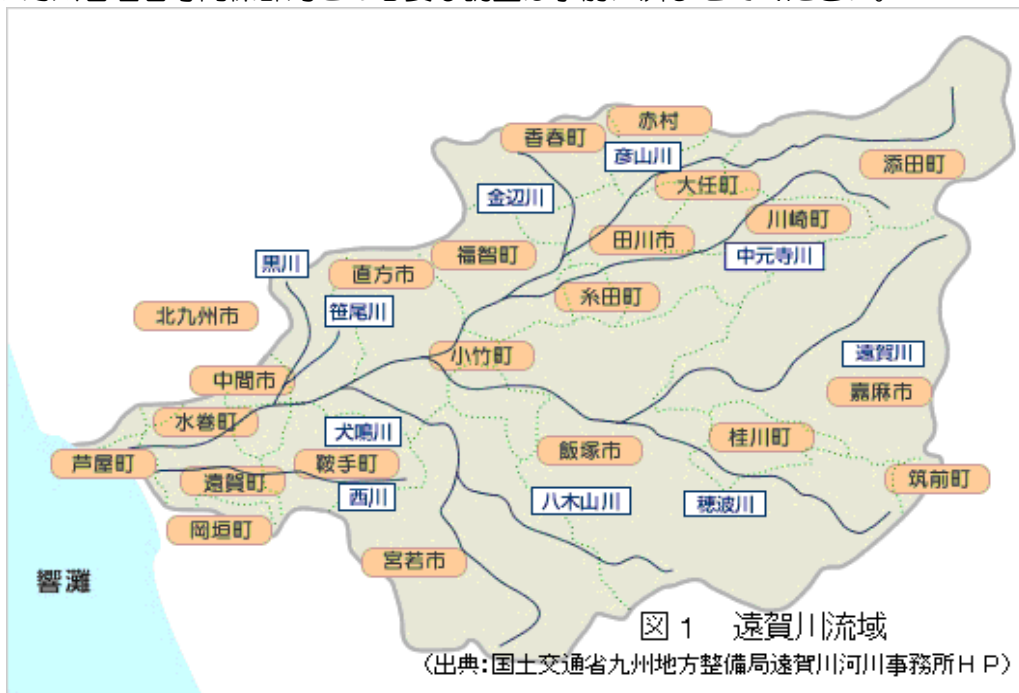 赤村
香春町
彦山川
添田町
大任町
金辺川
川崎町
田川市
福智町
中元寺川
黒川
直方市
糸田町
笹尾川
北九州市
小竹町
遠賀川
中間市
嘉麻市
水巻町
犬鳴川
桂川町
飯塚市
芦屋町
鞍手町
遠賀町
筑前町
西川
八木山川
穂波川
岡垣町
宮若市
響灘
図1 遠賀川流域
(出典:国土交通省九州地方整備局遠賀川河川事務所HP)